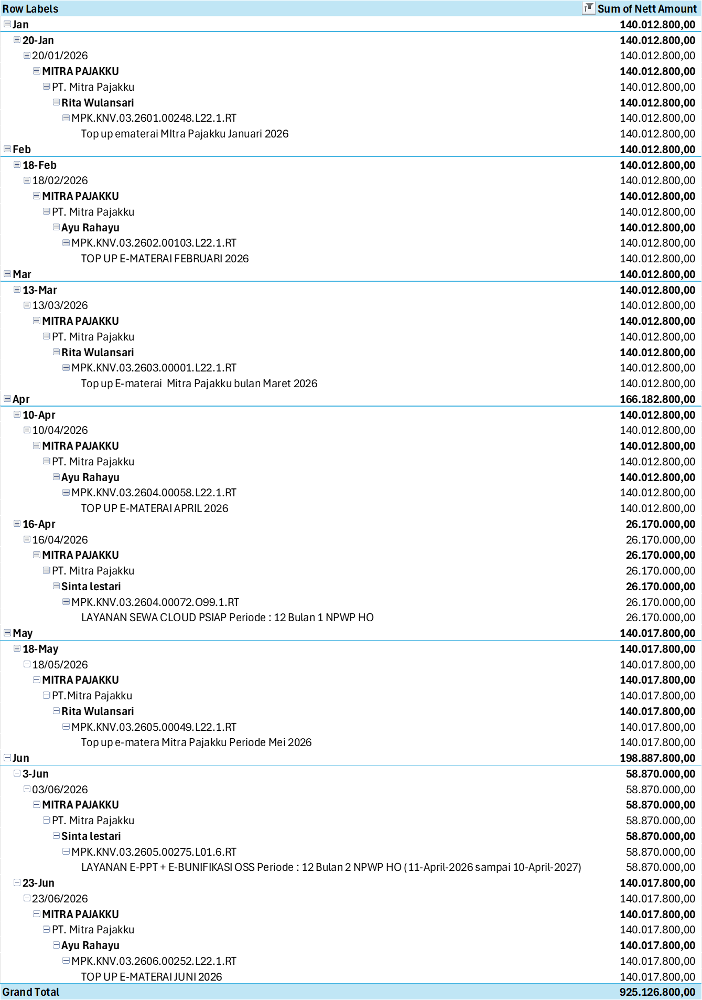 Row Labels Sum of Nett Amount
Jan 140.012.800,00
20-Jan 140.012.800,00
20/01/2026 140.012.800,00
MITRA PAJAKKU 140.012.800,00
PT. Mitra Pajakku 140.012.800,00
Rita Wulansari 140.012.800,00
MPK.KNV.03.2601.00248.L22.1.RT 140.012.800,00
Top up ematerai MItra Pajakku Januari 2026 140.012.800,00
Feb 140.012.800,00
18-Feb 140.012.800,00
18/02/2026 140.012.800,00
MITRA PAJAKKU 140.012.800,00
PT. Mitra Pajakku 140.012.800,00
Ayu Rahayu 140.012.800,00
MPK.KNV.03.2602.00103.L22.1.RT 140.012.800,00
TOP UP E-MATERAI FEBRUARI 2026 140.012.800,00
Mar 140.012.800,00
13-Mar 140.012.800,00
13/03/2026 140.012.800,00
MITRA PAJAKKU 140.012.800,00
PT. Mitra Pajakku 140.012.800,00
Rita Wulansari 140.012.800,00
MPK.KNV.03.2603.00001.L22.1.RT 140.012.800,00
Top up E-materai  Mitra Pajakku bulan Maret 2026 140.012.800,00
Apr 166.182.800,00
10-Apr 140.012.800,00
10/04/2026 140.012.800,00
MITRA PAJAKKU 140.012.800,00
PT. Mitra Pajakku 140.012.800,00
Ayu Rahayu 140.012.800,00
MPK.KNV.03.2604.00058.L22.1.RT 140.012.800,00
TOP UP E-MATERAI APRIL 2026 140.012.800,00
16-Apr 26.170.000,00
16/04/2026 26.170.000,00
MITRA PAJAKKU 26.170.000,00
PT. Mitra Pajakku 26.170.000,00
Sinta lestari 26.170.000,00
MPK.KNV.03.2604.00072.O99.1.RT 26.170.000,00
LAYANAN SEWA CLOUD PSIAP Periode : 12 Bulan 1 NPWP HO 26.170.000,00
May 140.017.800,00
18-May 140.017.800,00
18/05/2026 140.017.800,00
MITRA PAJAKKU 140.017.800,00
PT.Mitra Pajakku 140.017.800,00
Rita Wulansari 140.017.800,00
MPK.KNV.03.2605.00049.L22.1.RT 140.017.800,00
Top up e-matera Mitra Pajakku Periode Mei 2026 140.017.800,00
Jun 198.887.800,00
3-Jun 58.870.000,00
03/06/2026 58.870.000,00
MITRA PAJAKKU 58.870.000,00
PT. Mitra Pajakku 58.870.000,00
Sinta lestari 58.870.000,00
MPK.KNV.03.2605.00275.L01.6.RT 58.870.000,00
LAYANAN E-PPT + E-BUNIFIKASI OSS Periode : 12 Bulan 2 NPWP HO (11-April-2026 sampai 10-April-2027) 58.870.000,00
23-Jun 140.017.800,00
23/06/2026 140.017.800,00
MITRA PAJAKKU 140.017.800,00
PT. Mitra Pajakku 140.017.800,00
Ayu Rahayu 140.017.800,00
MPK.KNV.03.2606.00252.L22.1.RT 140.017.800,00
TOP UP E-MATERAI JUNI 2026 140.017.800,00
Grand Total 925.126.800,00